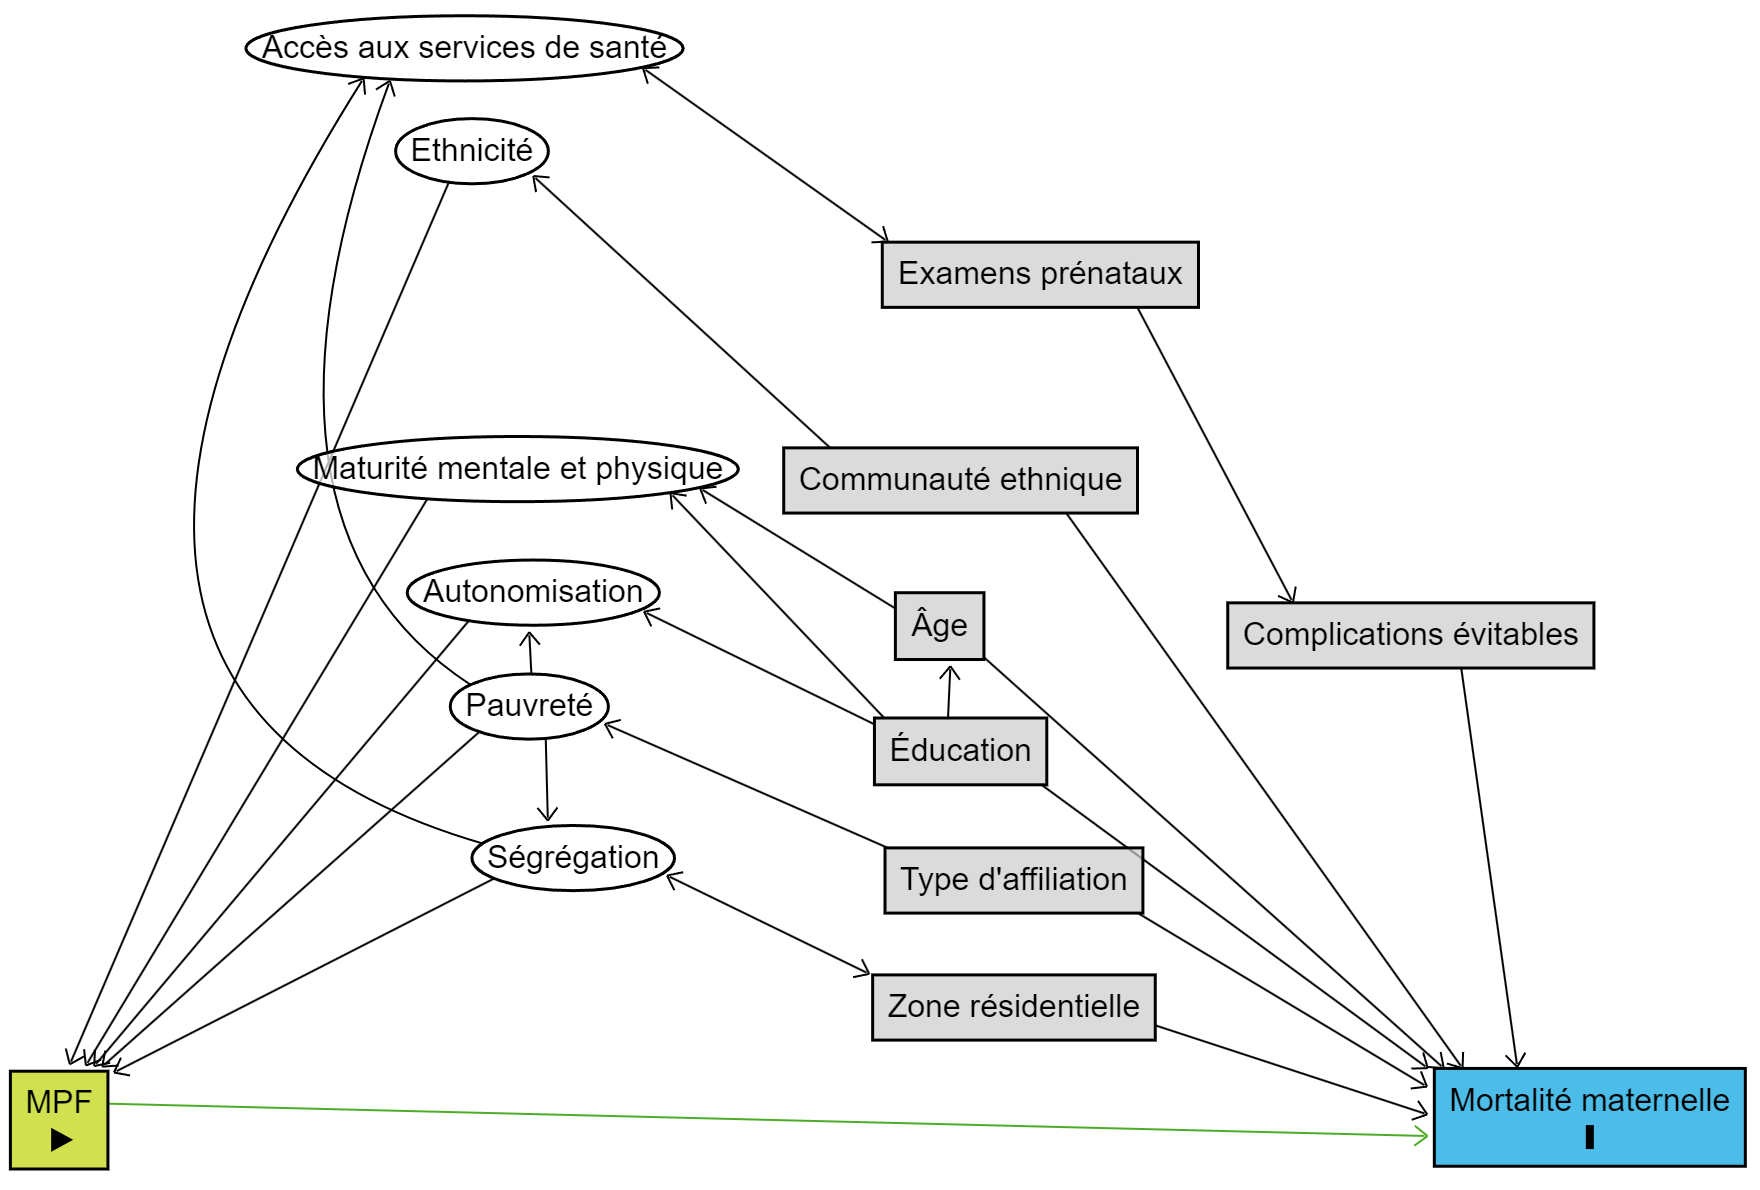 Accès aux services de santé
Ethnicité
Examens prénataux
Maturité mentale et physique
Communauté ethnique
Autonomisation
Âge
Complications évitables
Pauvreté
Éducation
Ségrégation
Type d'affiliation
Zone résidentielle
MPF
Mortalité maternelle